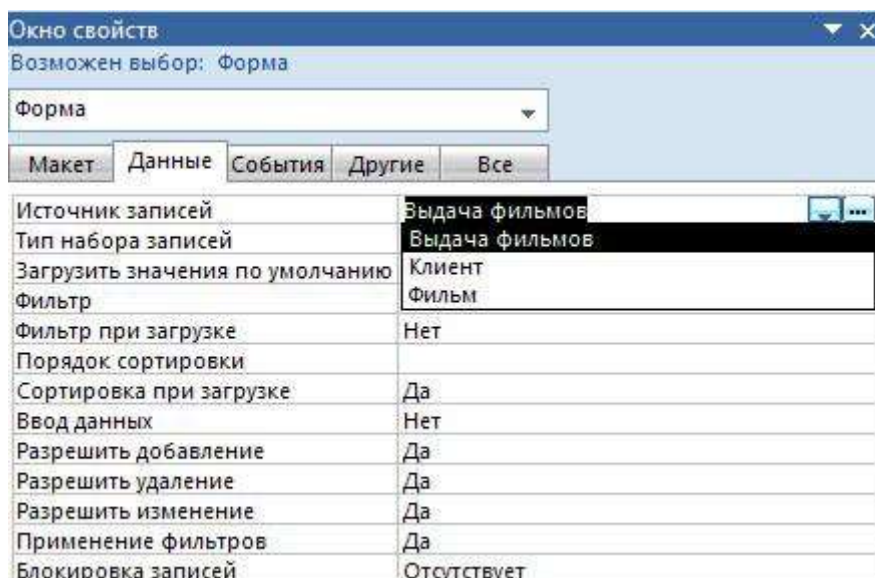 Окно свойств
Возможен выбор: Форма
Форма
Макет Данные События Другие Все
Источник записей Выдача фильмов
Тип набора записей Выдача фильмов
Загрузить значения по умолчанию Клиент
Фильтр Фильм
Фильтр при загрузке Нет
Порядок сортировки
Сортировка при загрузке Да
Ввод данных Нет
Разрешить добавление Да
Разрешить удаление Да
Разрешить изменение Да
Применение фильтров Да
Блокировка записей Отсутствует